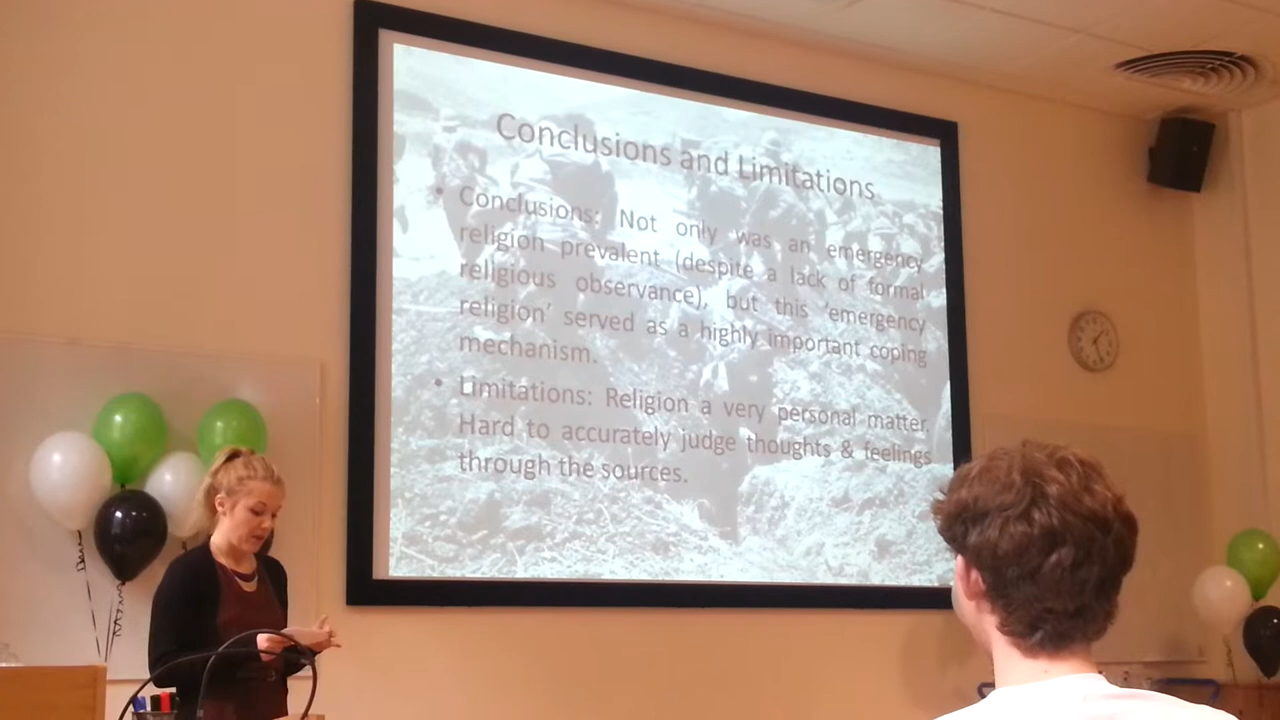 Conclusions and Limitations
• Conclusions: Not only was an emergency
religion prevalent (despite a lack of formal
religious observance), but this 'emergency
religion' served as a highly important coping
mechanism.
• Limitations: Religion a very personal matter.
Hard to accurately judge thoughts & feelings
through the sources.